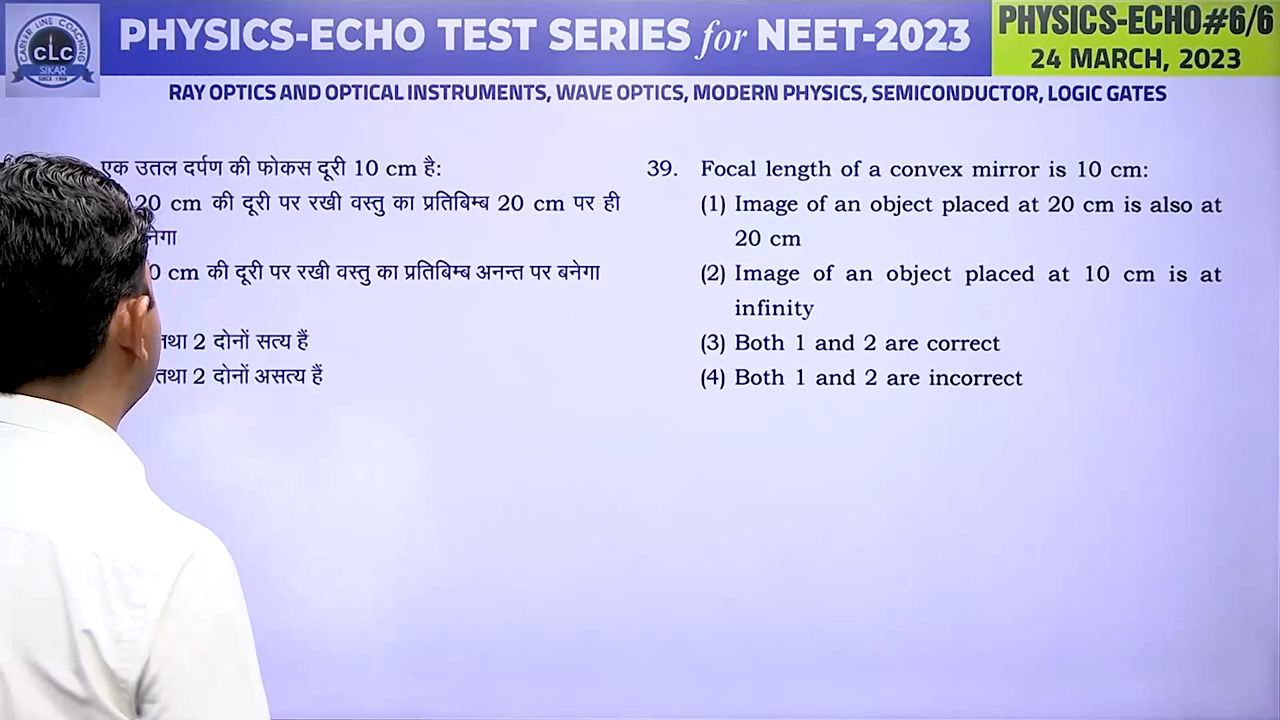 PHYSICS-ECHO TEST SERIES for NEET-2023
PHYSICS-ECHO#6/6
24 MARCH, 2023
CAREER LINE COACHING
CLC
SIKAR
RAY OPTICS AND OPTICAL INSTRUMENTS, WAVE OPTICS, MODERN PHYSICS, SEMICONDUCTOR, LOGIC GATES
एक उतल दर्पण की फोकस दूरी 10 cm है:
20 cm की दूरी पर रखी वस्तु का प्रतिबिम्ब 20 cm पर ही
cm की दूरी पर रखी वस्तु का प्रतिबिम्ब अनन्त पर बनेगा
2 दोनों सत्य हैं
तथा 2 दोनों असत्य हैं
39. Focal length of a convex mirror is 10 cm:
(1) Image of an object placed at 20 cm is also at
20 cm
(2) Image of an object placed at 10 cm is at
infinity
(3) Both 1 and 2 are correct
(4) Both 1 and 2 are incorrect